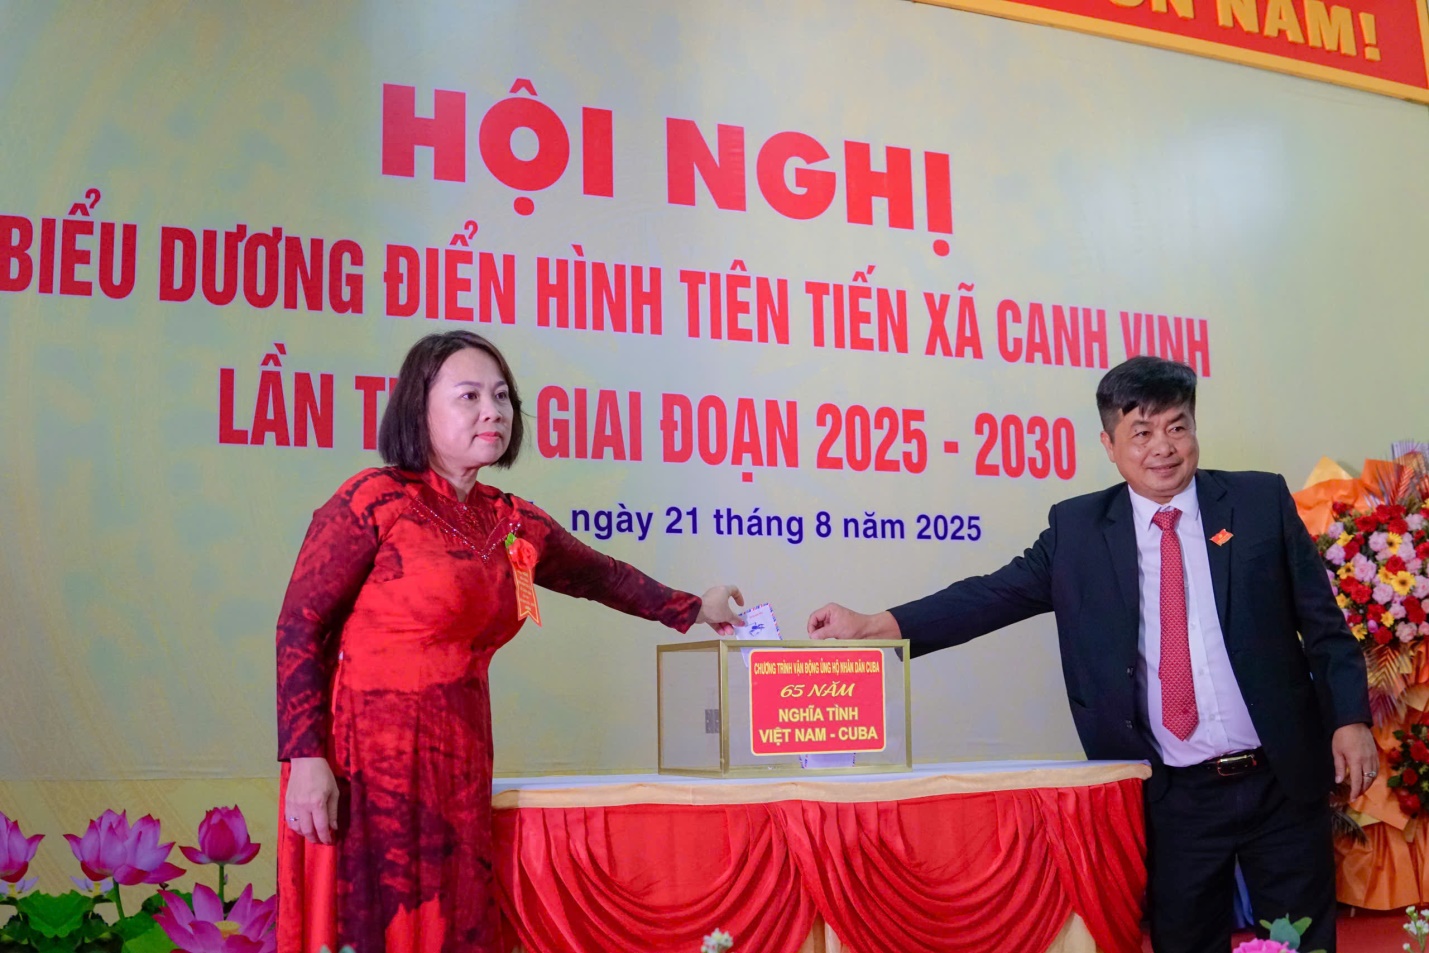 NĂM!
HỘI NGHỊ
BIỂU DƯƠNG ĐIỂN HÌNH TIÊN TIẾN XÃ CANH VINH
LẦN GIAI ĐOẠN 2025 - 2030
ngày 21 tháng 8 năm 2025
CHƯƠNG TRÌNH VẬN ĐỘNG ỦNG HỘ NHÂN DÂN CUBA
65 NĂM
NGHĨA TÌNH
VIỆT NAM - CUBA